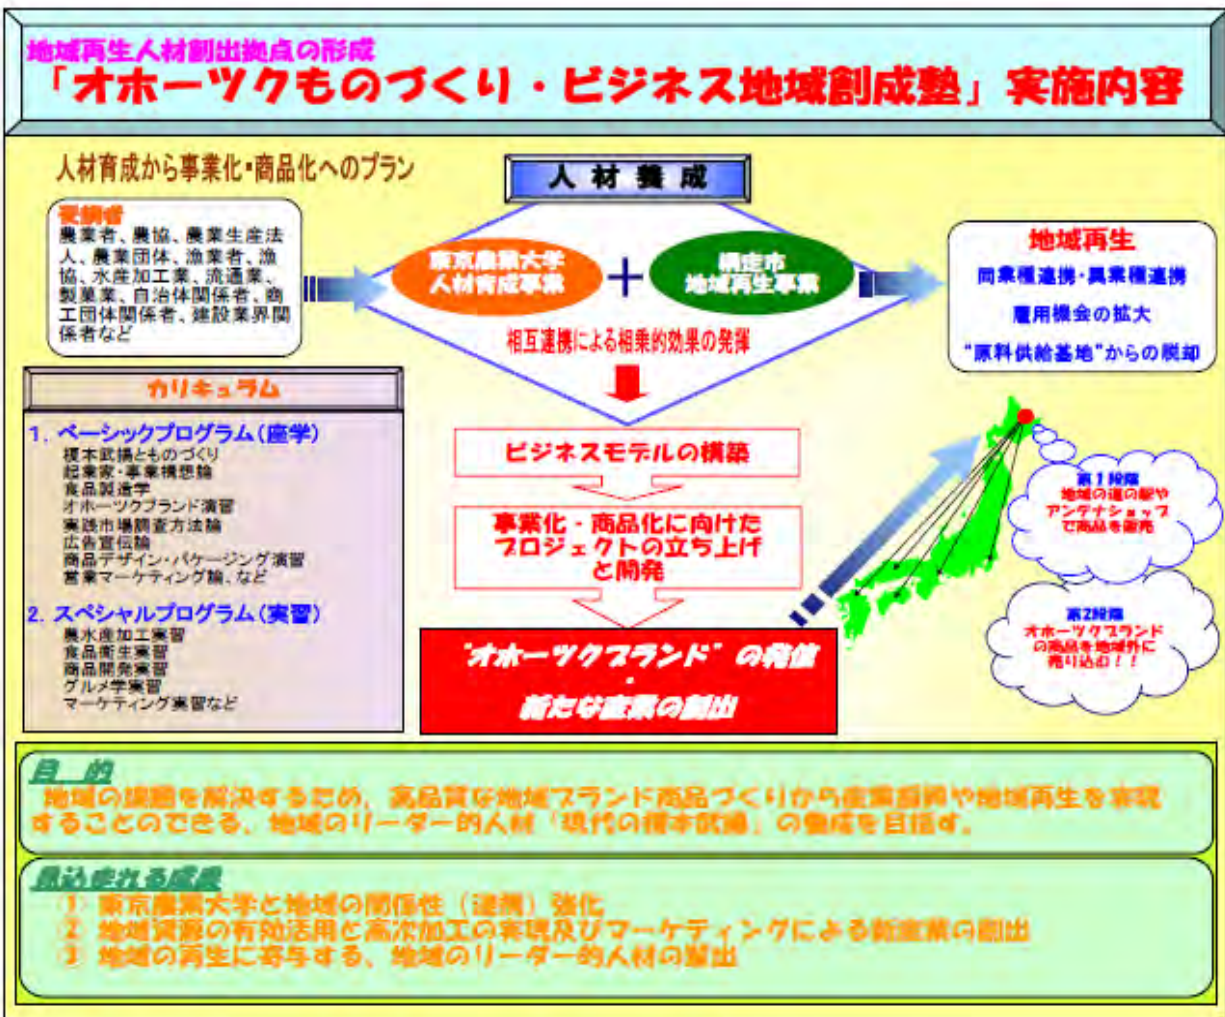 地域再生人材創出拠点の形成
「オホーツクものづくり・ビジネス地域創成塾」実施内容
人材育成から事業化・商品化へのプラン
受講者
農業者、農協、農業生産法
人、農業団体、漁業者、漁
協、水産加工業、流通業、
製菓業、自治体関係者、商
工団体関係者、建設業界関
係者など
人材養成
東京農業大学
人材育成事業
+
網走市
地域再生事業
相互連携による相乗的効果の発揮
地域再生
同業種連携・異業種連携
雇用機会の拡大
“原料供給基地”からの脱却
カリキュラム
1. ベーシックプログラム(座学)
榎本武揚とものづくり
起業家・事業構想論
食品製造学
オホーツクブランド演習
実践市場調査方法論
広告宣伝論
商品デザイン・パケージング演習
営業マーケティング論、など
2. スペシャルプログラム(実習)
農水産加工実習
食品衛生実習
商品開発実習
グルメ学実習
マーケティング実習など
ビジネスモデルの構築
事業化・商品化に向けた
プロジェクトの立ち上げ
と開発
“オホーツクブランド”の発信
・
新たな産業の創出
第1段階
地域の道の駅や
アンテナショップ
で商品を販売
第2段階
オホーツクブランド
の商品を地域外に
売り込む!!
目 的
地域の課題を解決するため、高品質な地域ブランド商品づくりから産業振興や地域再生を実現
することのできる、地域のリーダー的人材「現代の榎本武揚」の養成を目指す。
見込まれる成果
① 東京農業大学と地域の関係性(連携)強化
② 地域資源の有効活用と高次加工の実現及びマーケティングによる新産業の創出
③ 地域の再生に寄与する、地域のリーダー的人材の輩出